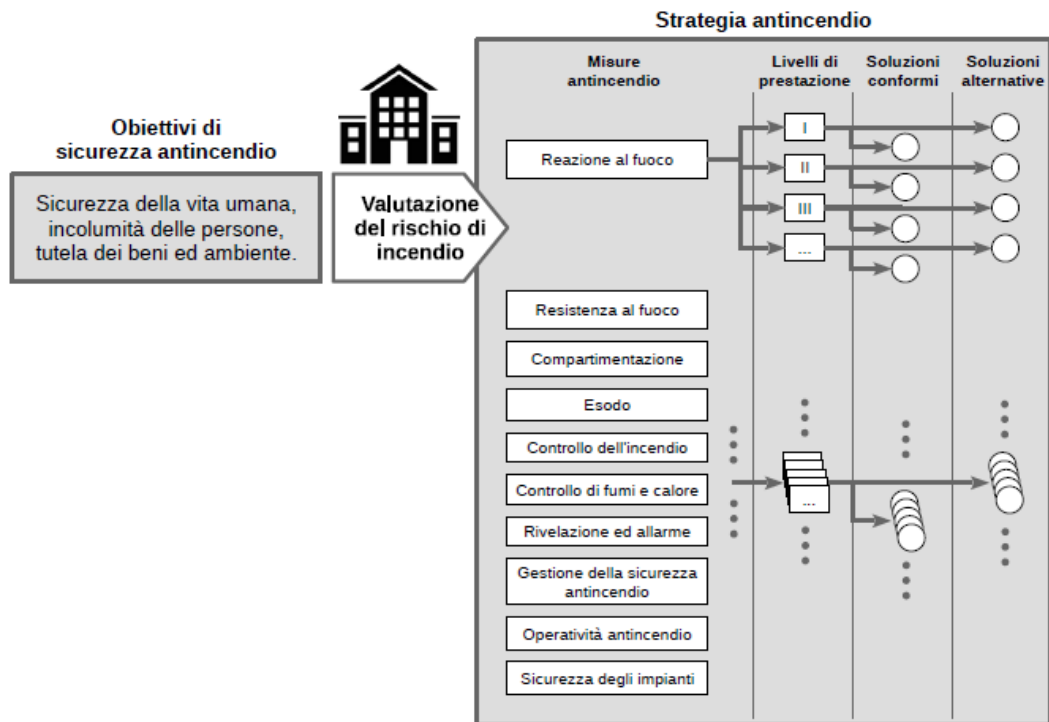 Strategia antincendio
Obiettivi di
sicurezza antincendio
Sicurezza della vita umana,
incolumità delle persone,
tutela dei beni ed ambiente.
Valutazione
del rischio di
incendio
Misure
antincendio
Livelli di
prestazione
Soluzioni
conformi
Soluzioni
alternative
Reazione al fuoco
I
II
III
...
Resistenza al fuoco
Compartimentazione
Esodo
Controllo dell'incendio
Controllo di fumi e calore
...
Rivelazione ed allarme
Gestione della sicurezza
antincendio
Operatività antincendio
Sicurezza degli impianti